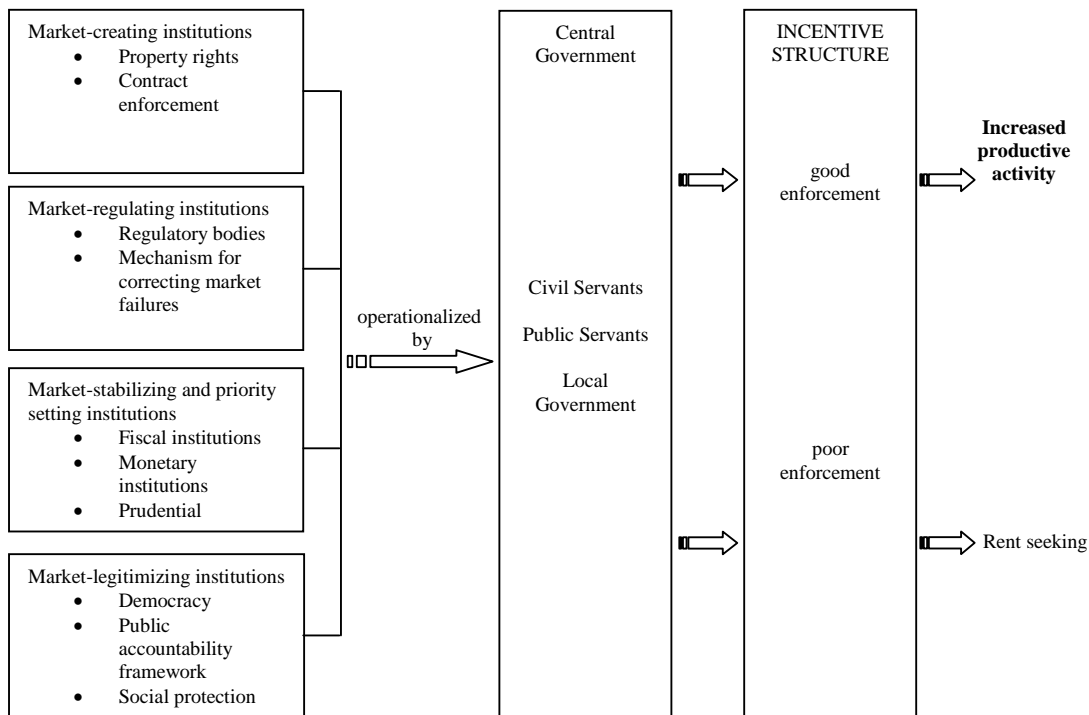 Market-creating institutions
• Property rights
• Contract
enforcement
Market-regulating institutions
• Regulatory bodies
• Mechanism for
correcting market
failures
Market-stabilizing and priority
setting institutions
• Fiscal institutions
• Monetary
institutions
• Prudential
Market-legitimizing institutions
• Democracy
• Public
accountability
framework
• Social protection
operationalized
by
Central
Government
Civil Servants
Public Servants
Local
Government
INCENTIVE
STRUCTURE
good
enforcement
poor
enforcement
Increased
productive
activity
Rent seeking